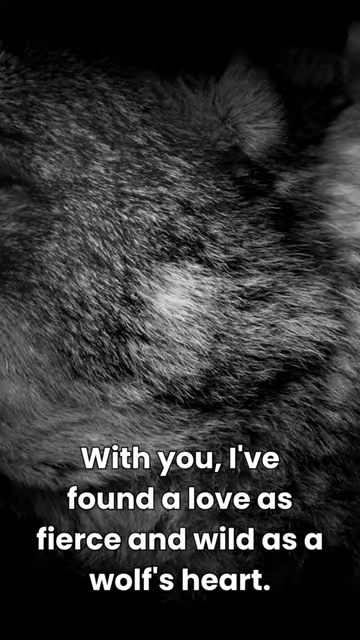 With you, I've
found a love as
fierce and wild as a
wolf's heart.